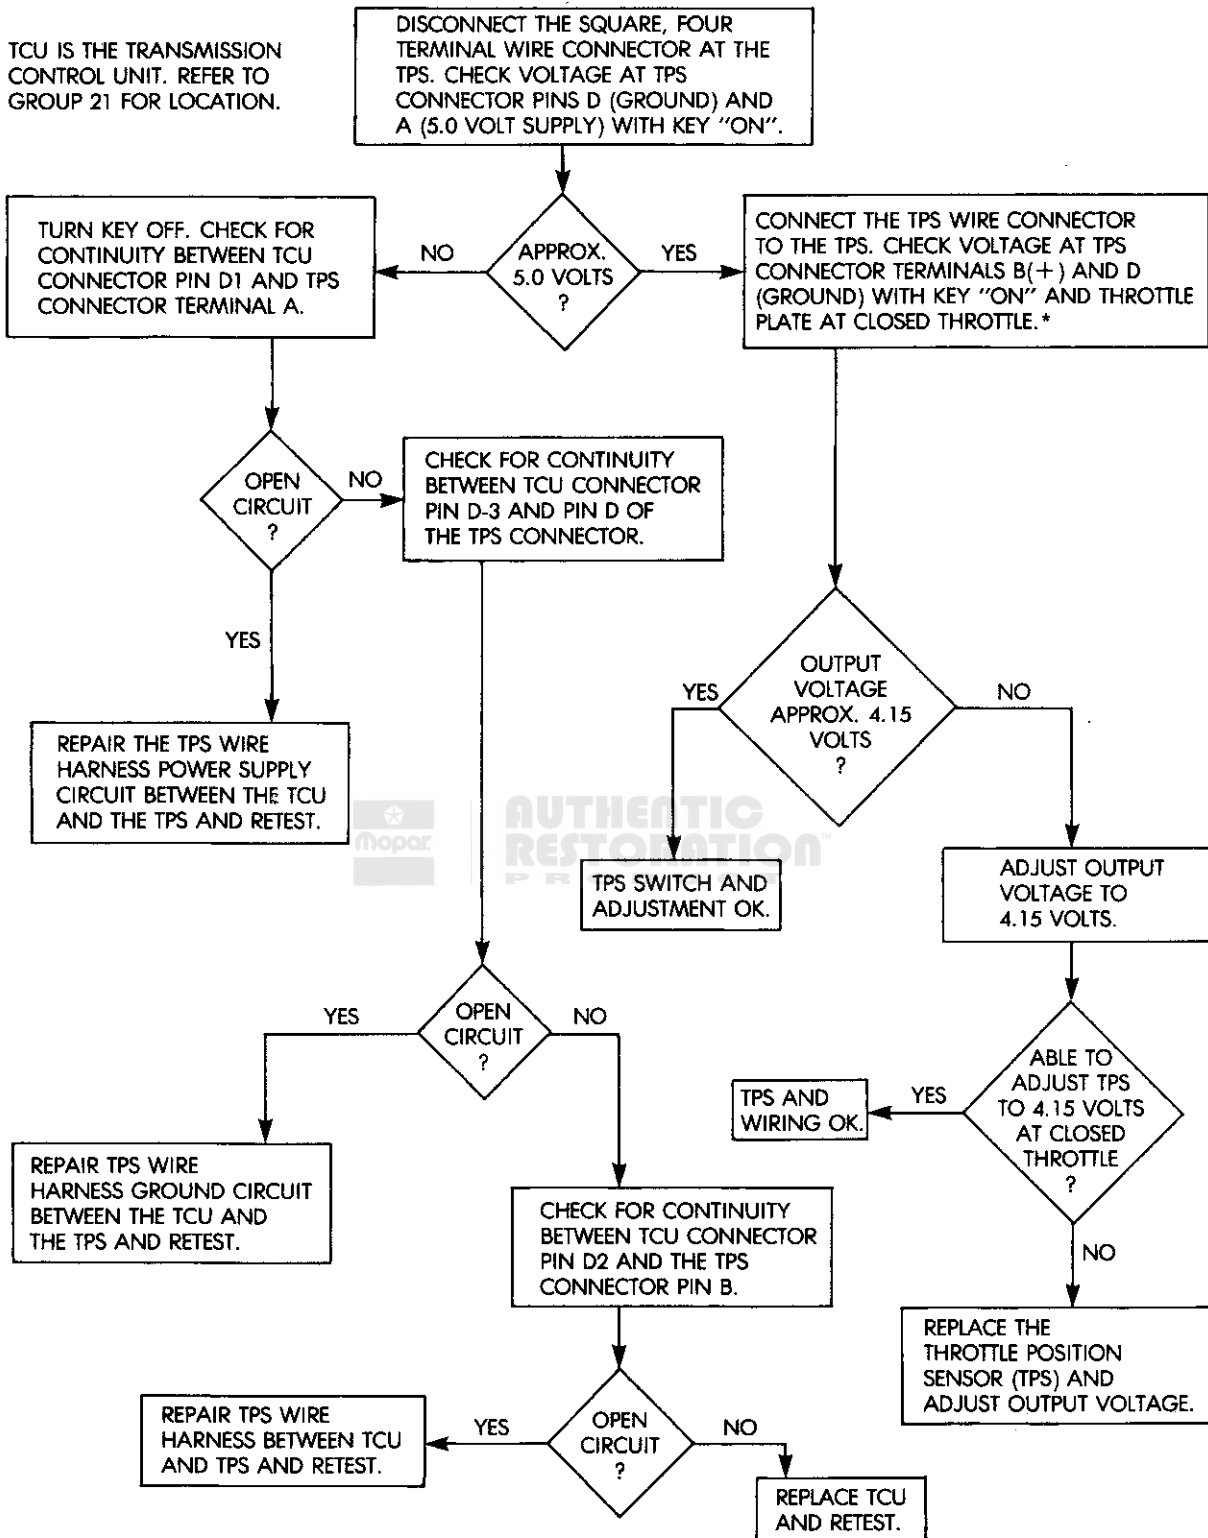 TCU IS THE TRANSMISSION
CONTROL UNIT. REFER TO
GROUP 21 FOR LOCATION.
DISCONNECT THE SQUARE, FOUR
TERMINAL WIRE CONNECTOR AT THE
TPS. CHECK VOLTAGE AT TPS
CONNECTOR PINS D (GROUND) AND
A (5.0 VOLT SUPPLY) WITH KEY "ON".
TURN KEY OFF. CHECK FOR
CONTINUITY BETWEEN TCU
CONNECTOR PIN D1 AND TPS
CONNECTOR TERMINAL A.
NO
APPROX.
5.0 VOLTS
?
YES
CONNECT THE TPS WIRE CONNECTOR
TO THE TPS. CHECK VOLTAGE AT TPS
CONNECTOR TERMINALS B(+) AND D
(GROUND) WITH KEY "ON" AND THROTTLE
PLATE AT CLOSED THROTTLE.*
OPEN
CIRCUIT
?
NO
CHECK FOR CONTINUITY
BETWEEN TCU CONNECTOR
PIN D-3 AND PIN D OF
THE TPS CONNECTOR.
YES
REPAIR THE TPS WIRE
HARNESS POWER SUPPLY
CIRCUIT BETWEEN THE TCU
AND THE TPS AND RETEST.
YES
OUTPUT
VOLTAGE
APPROX. 4.15
VOLTS
?
NO
Mopar
AUTHENTIC
RESTORATION™
PRODUCT
TPS SWITCH AND
ADJUSTMENT OK.
ADJUST OUTPUT
VOLTAGE TO
4.15 VOLTS.
YES
OPEN
CIRCUIT
?
NO
TPS AND
WIRING OK.
YES
ABLE TO
ADJUST TPS
TO 4.15 VOLTS
AT CLOSED
THROTTLE
?
REPAIR TPS WIRE
HARNESS GROUND CIRCUIT
BETWEEN THE TCU AND
THE TPS AND RETEST.
CHECK FOR CONTINUITY
BETWEEN TCU CONNECTOR
PIN D2 AND THE TPS
CONNECTOR PIN B.
NO
REPLACE THE
THROTTLE POSITION
SENSOR (TPS) AND
ADJUST OUTPUT VOLTAGE.
REPAIR TPS WIRE
HARNESS BETWEEN TCU
AND TPS AND RETEST.
YES
OPEN
CIRCUIT
?
NO
REPLACE TCU
AND RETEST.